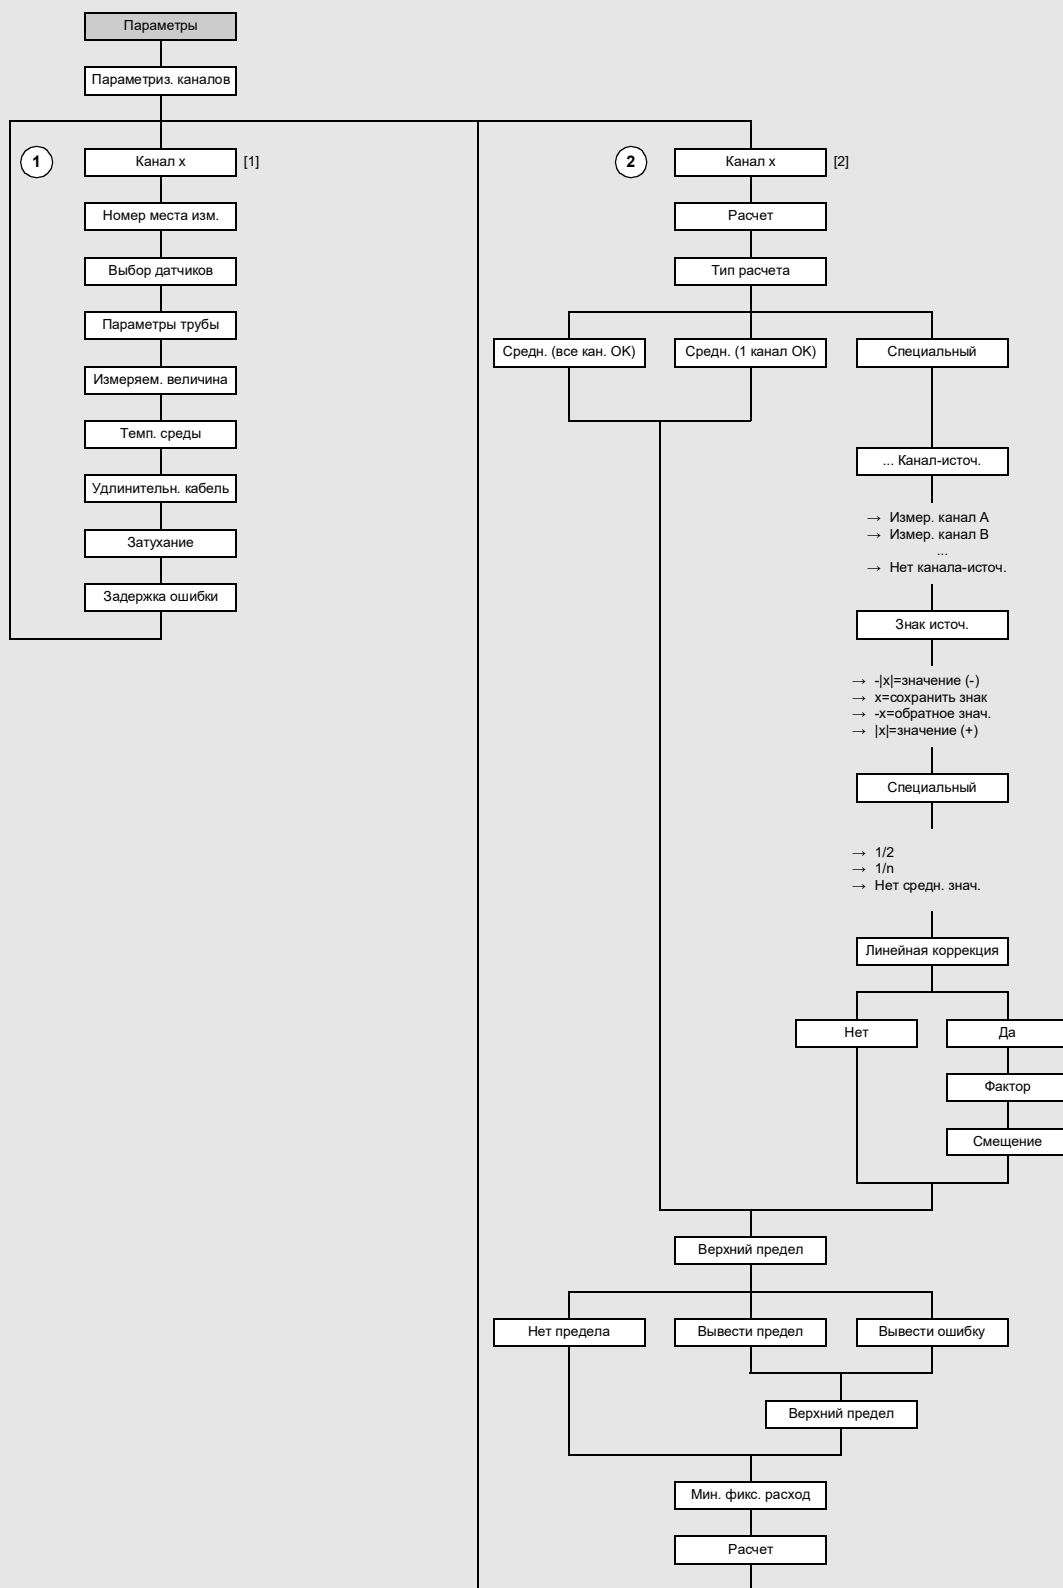 Параметры
Параметриз. каналов
1
Канал x
[1]
Номер места изм.
Выбор датчиков
Параметры трубы
Измеряем. величина
Темп. среды
Удлинительн. кабель
Затухание
Задержка ошибки
2
Канал x
[2]
Расчет
Тип расчета
Средн. (все кан. OK)
Средн. (1 канал OK)
Специальный
... Канал-источ.
→ Измер. канал A
→ Измер. канал B
...
→ Нет канала-источ.
Знак источ.
→ -|x|=значение (-)
→ x=сохранить знак
→ -x=обратное знач.
→ |x|=значение (+)
Специальный
→ 1/2
→ 1/n
→ Нет средн. знач.
Линейная коррекция
Нет
Да
Фактор
Смещение
Верхний предел
Нет предела
Вывести предел
Вывести ошибку
Верхний предел
Мин. фикс. расход
Расчет